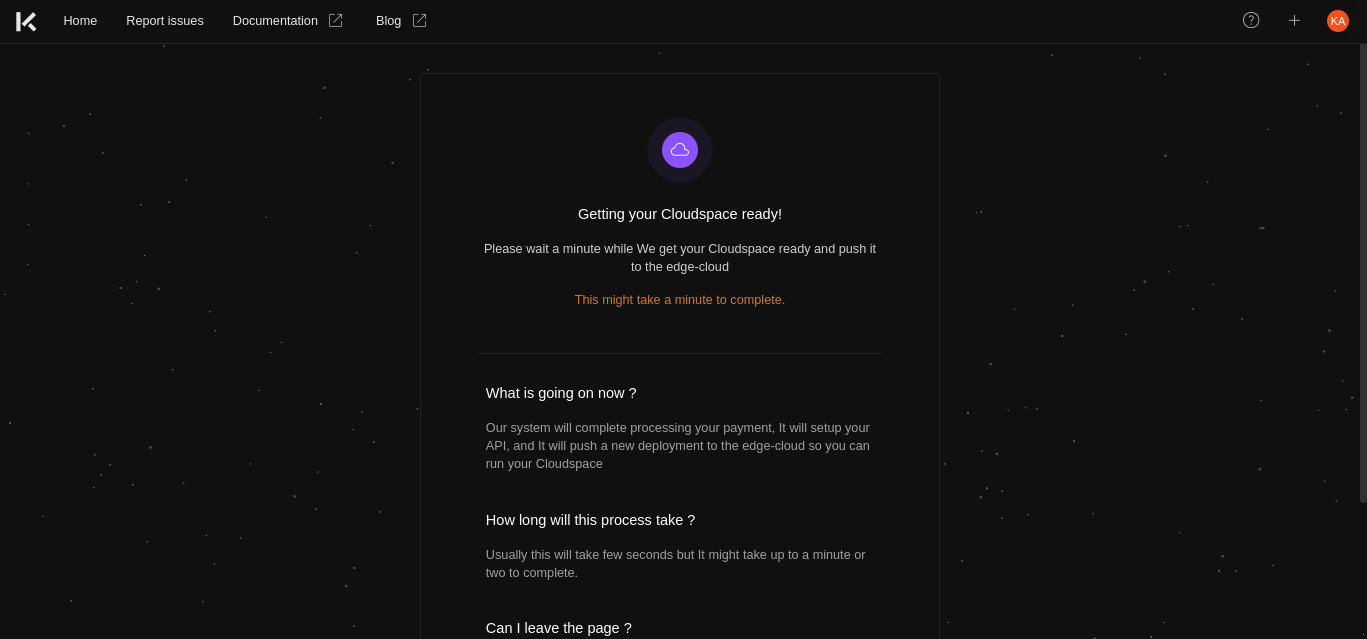 Home Report issues Documentation Blog KA
Getting your Cloudspace ready!
Please wait a minute while We get your Cloudspace ready and push it
to the edge-cloud
This might take a minute to complete.
What is going on now ?
Our system will complete processing your payment, It will setup your
API, and It will push a new deployment to the edge-cloud so you can
run your Cloudspace
How long will this process take ?
Usually this will take few seconds but It might take up to a minute or
two to complete.
Can I leave the page ?